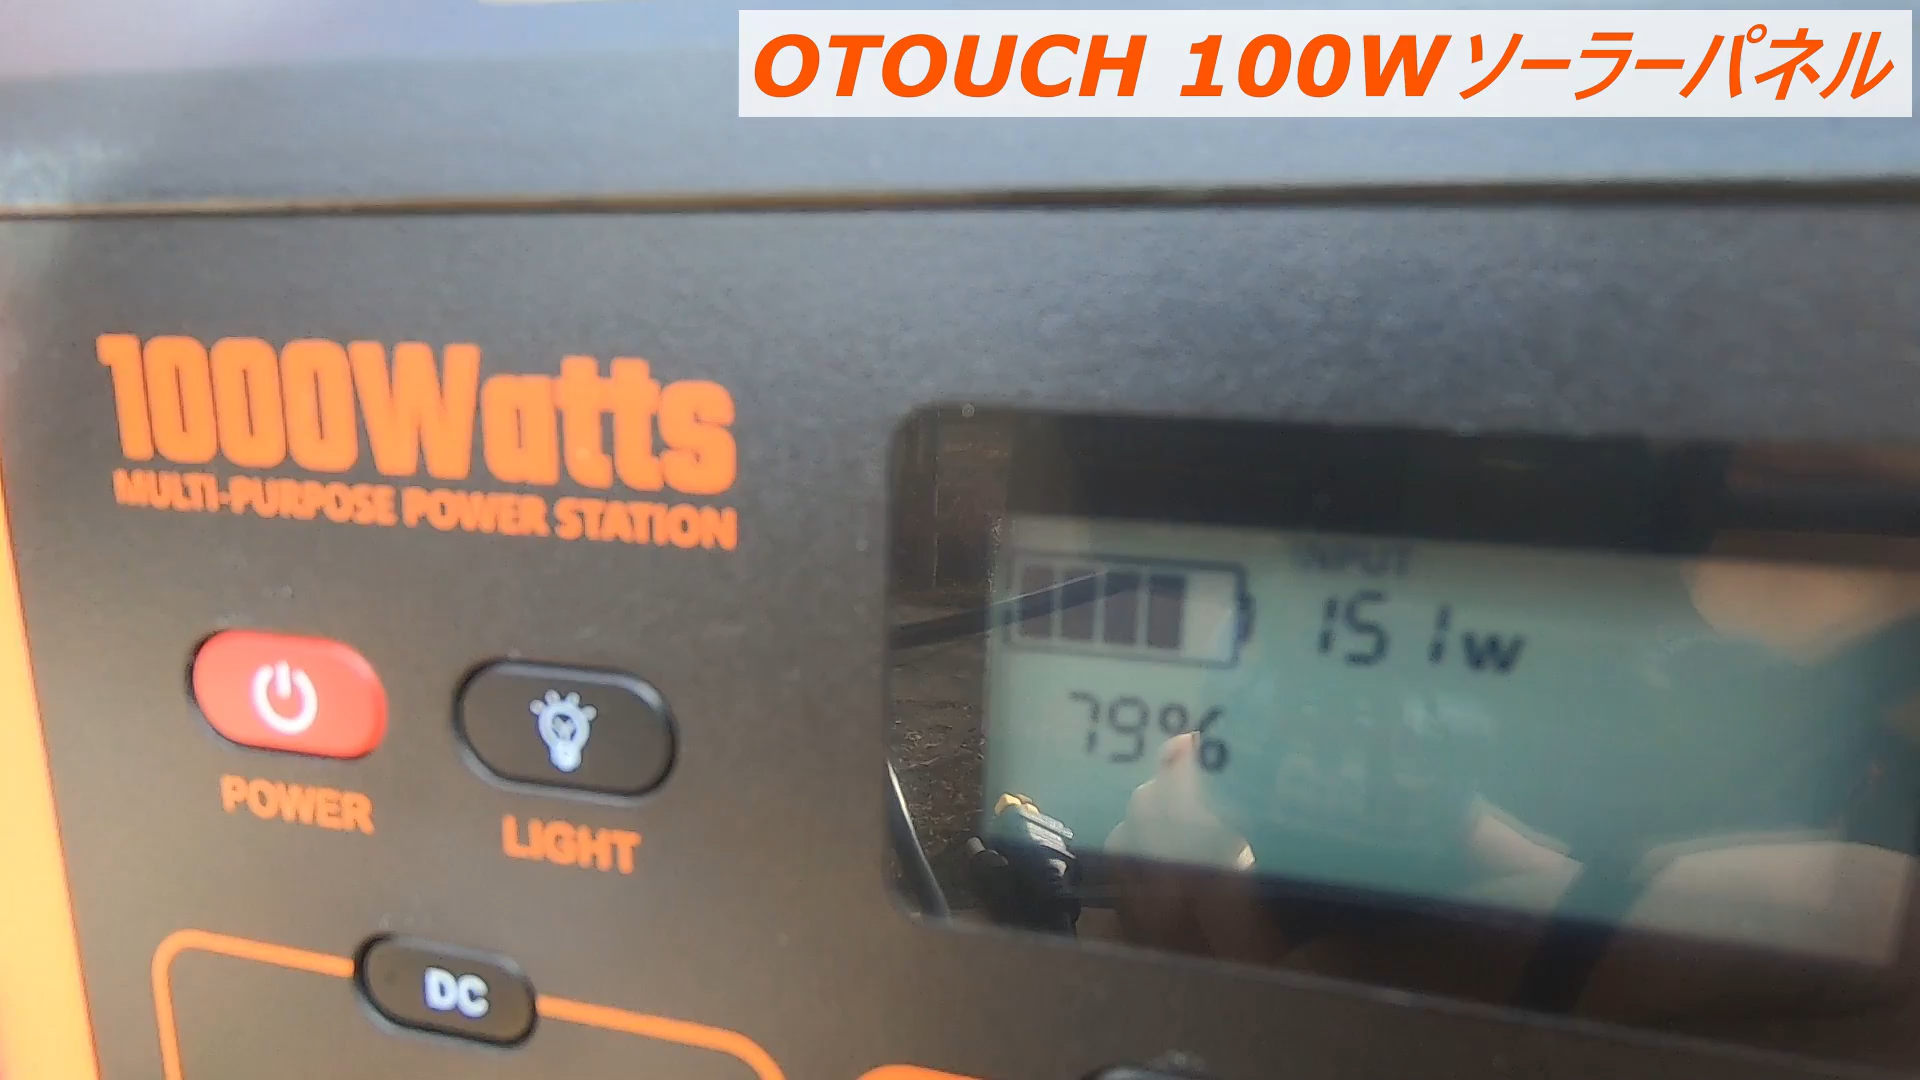 OTOUCH 100Wソーラーパネル
1000Watts
MULTI-PURPOSE POWER STATION
INPUT
151w
79%
POWER
LIGHT
DC